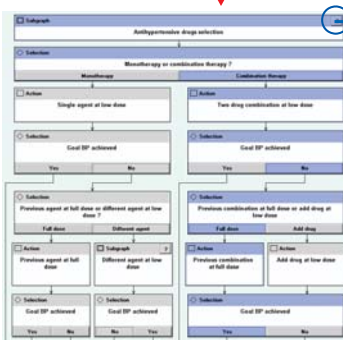 Subgraph
Antihypertensive drugs selection
Selection
Monotherapy or combination therapy ?
Monotherapy
Combination therapy
Action
Single agent at low dose
Action
Two drug combination at low dose
Selection
Goal BP achieved
Yes
No
Selection
Goal BP achieved
Yes
No
Selection
Previous agent at full dose or different agent at low
dose ?
Full dose
Different agent
Selection
Previous combination at full dose or add drug at
low dose
Full dose
Add drug
Action
Previous agent at full
dose
Subgraph
?
Different agent at low
dose
Action
Previous combination
at full dose
Action
Add drug at low dose
Selection
Goal BP achieved
Yes
No
Selection
Goal BP achieved
No
Yes
Selection
Goal BP achieved
Yes
No